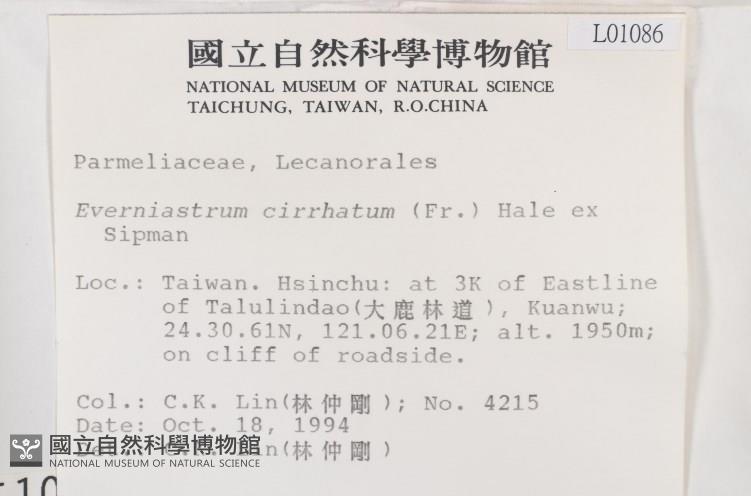 L01086
國立自然科學博物館
NATIONAL MUSEUM OF NATURAL SCIENCE
TAICHUNG, TAIWAN, R.O.CHINA
Parmeliaceae, Lecanorales
Everniastrum cirrhatum (Fr.) Hale ex
Sipman
Loc.: Taiwan. Hsinchu: at 3K of Eastline
of Talulindao(大鹿林道), Kuanwu;
24.30.61N, 121.06.21E; alt. 1950m;
on cliff of roadside.
Col.: C.K. Lin(林仲剛); No. 4215
Date: Oct. 18, 1994
Lin(林仲剛)
國立自然科學博物館
NATIONAL MUSEUM OF NATURAL SCIENCE
10